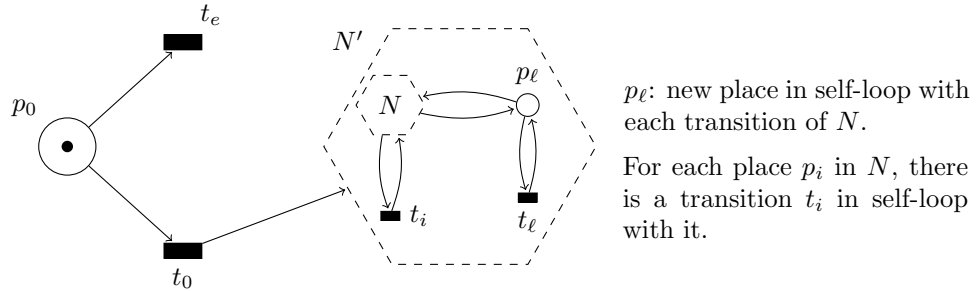 t_e
N'
p_0
N
p_ℓ
t_i
t_ℓ
t_0
p_ℓ: new place in self-loop with
each transition of N.
For each place p_i in N, there
is a transition t_i in self-loop
with it.